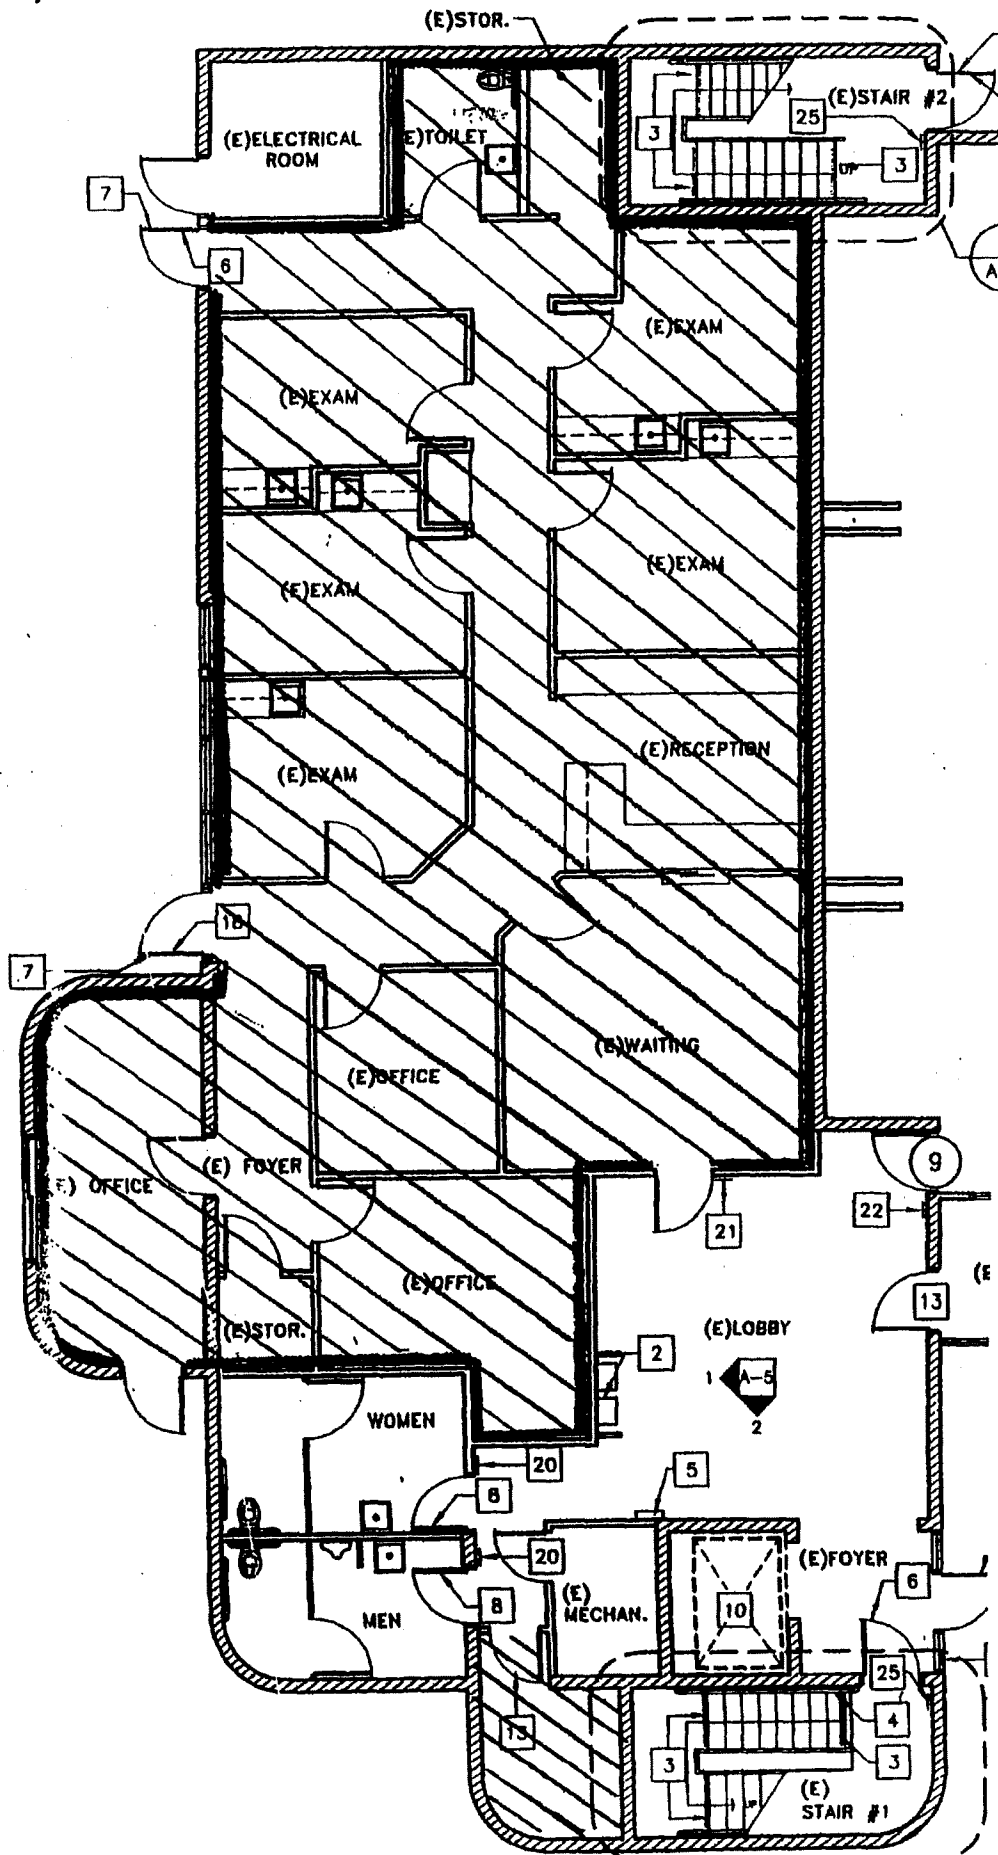 (E)STOR.
(E)STAIR #2
25
3
3
UP
(E)ELECTRICAL
ROOM
(E)TOILET
7
6
A
(E)EXAM
(E)EXAM
(E)EXAM
(E)EXAM
(E)EXAM
(E)RECEPTION
16
7
(E)WAITING
(E)OFFICE
9
(E) FOYER
E) OFFICE
22
21
(E
(E)OFFICE
13
(E)STOR.
(E)LOBBY
2
1
A-5
2
WOMEN
20
5
8
20
(E)FOYER
6
(E)
MECHAN.
10
8
MEN
25
4
13
3
3
(E)
STAIR #1